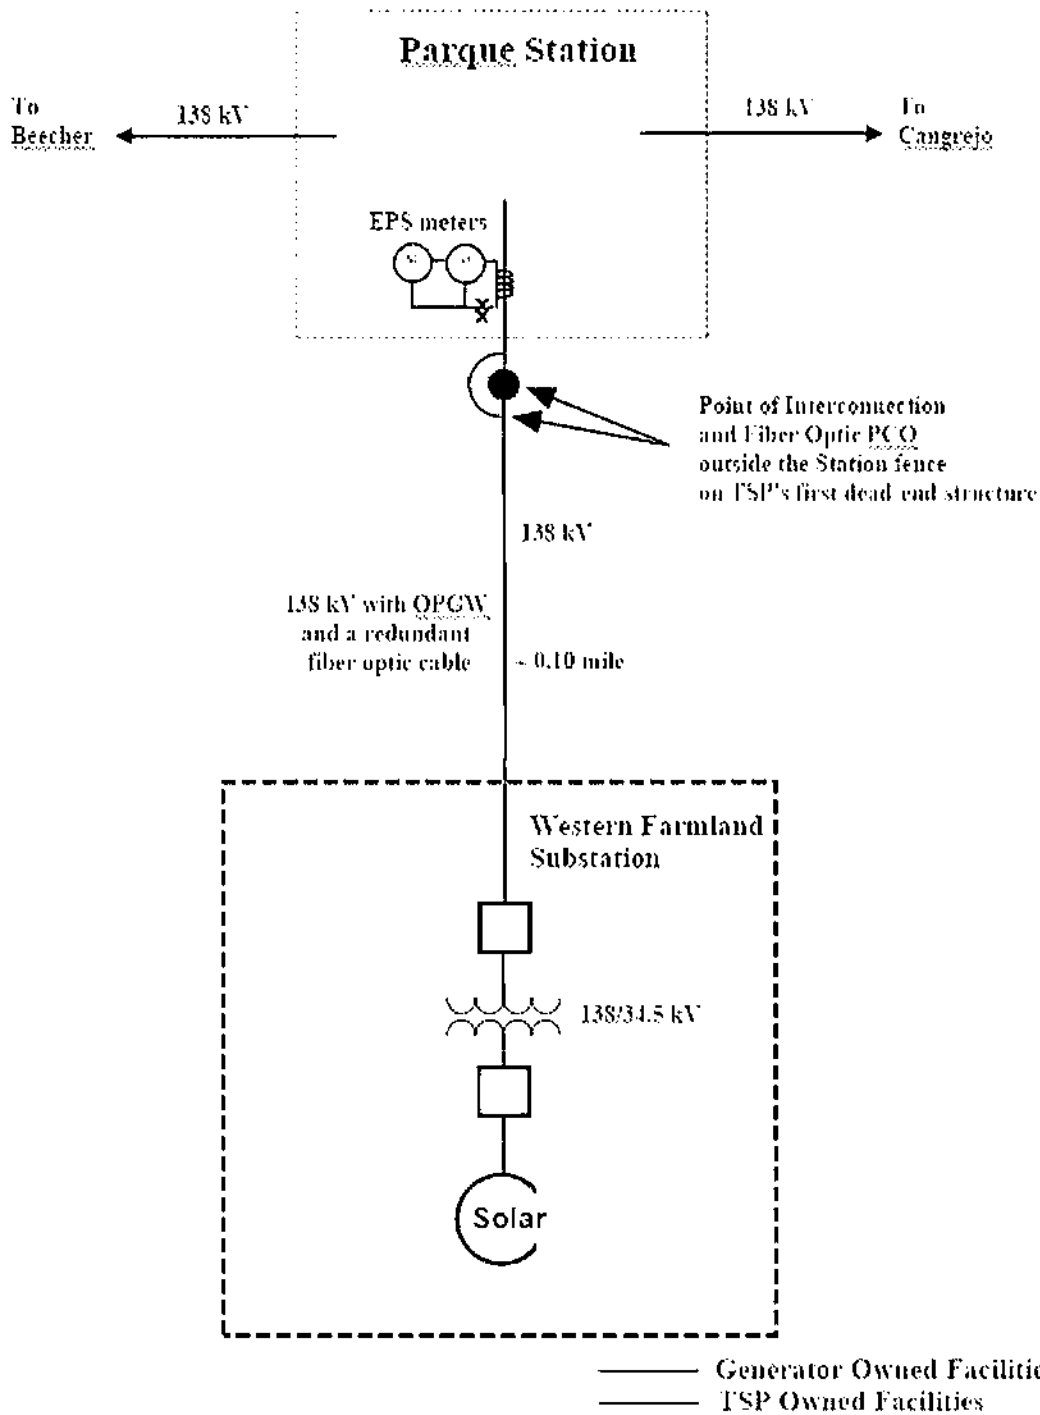 Parque Station
To
Beecher
138 kV
138 kV
To
Cangrejo
EPS meters
Point of Interconnection
and Fiber Optic PCO
outside the Station fence
on TSP's first dead-end structure
138 kV
138 kV with OPGW
and a redundant
fiber optic cable
~ 0.10 mile
Western Farmland
Substation
138/34.5 kV
Solar
Generator Owned Facilitie
TSP Owned Facilities